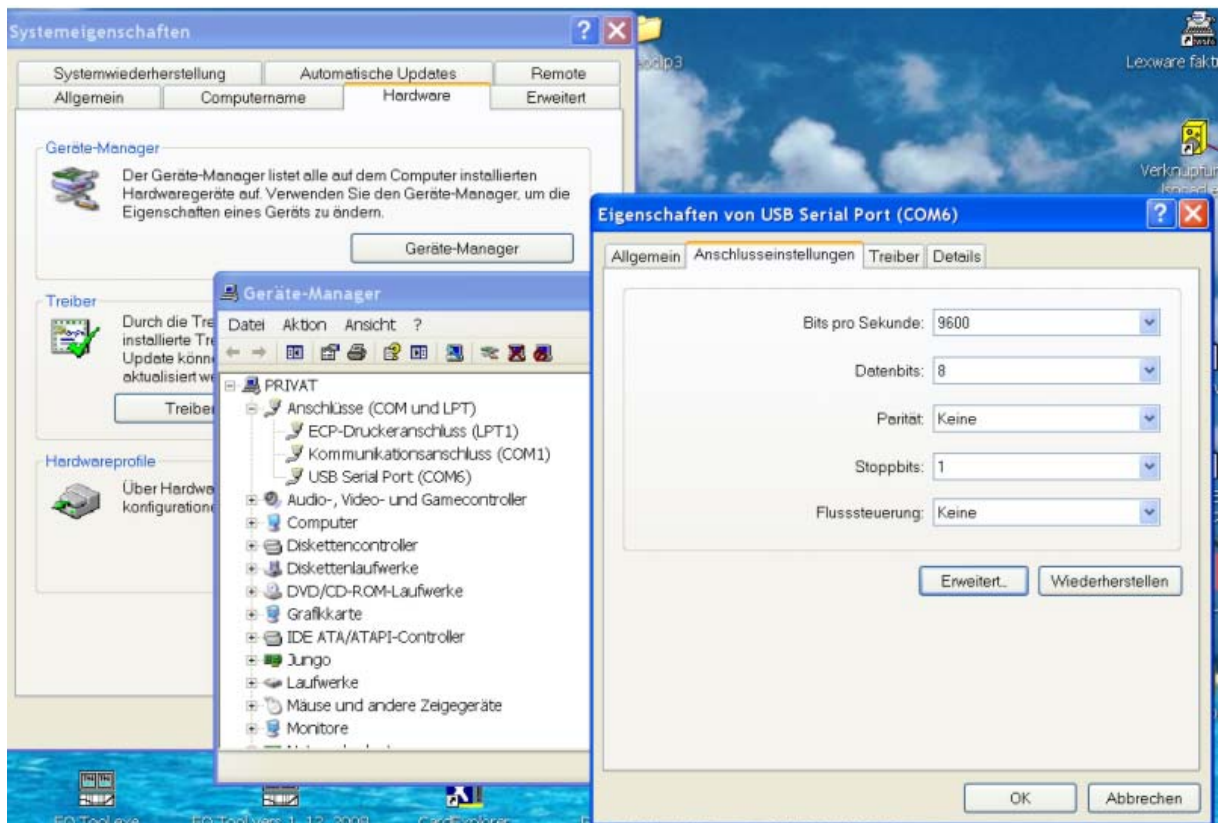 Systemeigenschaften
Systemwiederherstellung
Automatische Updates
Remote
Allgemein
Computername
Hardware
Erweitert
Geräte-Manager
Der Geräte-Manager listet alle auf dem Computer installierten
Hardwaregeräte auf. Verwenden Sie den Geräte-Manager, um die
Eigenschaften eines Geräts zu ändern.
Geräte-Manager
Treiber
Durch die Tre
installierte Tre
Update könne
aktualisiert we
Treiber
Hardwareprofile
Über Hardwa
konfiguratione
Geräte-Manager
Datei Aktion Ansicht ?
PRIVAT
Anschlüsse (COM und LPT)
ECP-Druckeranschluss (LPT1)
Kommunikationsanschluss (COM1)
USB Serial Port (COM6)
Audio-, Video- und Gamecontroller
Computer
Diskettencontroller
Diskettenlaufwerke
DVD/CD-ROM-Laufwerke
Grafikkarte
IDE ATA/ATAPI-Controller
Jungo
Laufwerke
Mäuse und andere Zeigegeräte
Monitore
Lexware fakt
Verknüpfun
Eigenschaften von USB Serial Port (COM6)
Allgemein
Anschlusseinstellungen
Treiber
Details
Bits pro Sekunde: 9600
Datenbits: 8
Parität: Keine
Stoppbits: 1
Flusssteuerung: Keine
Erweitert...
Wiederherstellen
OK
Abbrechen